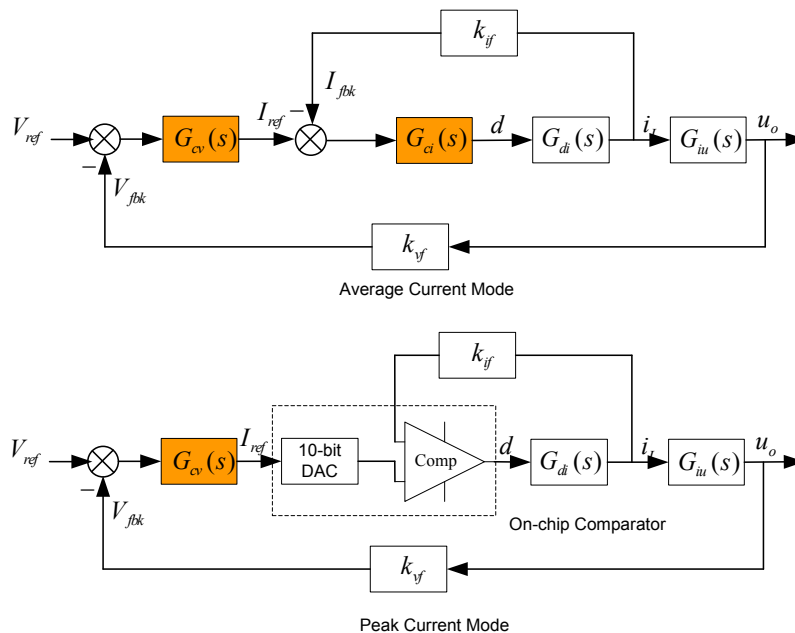 k_if
I_fbk
V_ref
G_cv(s)
I_ref
G_ci(s)
d
G_di(s)
i_L
G_iu(s)
u_o
−
−
V_fbk
k_vf
Average Current Mode
k_if
V_ref
G_cv(s)
I_ref
10-bit
DAC
Comp
d
G_di(s)
i_L
G_iu(s)
u_o
−
V_fbk
On-chip Comparator
k_vf
Peak Current Mode